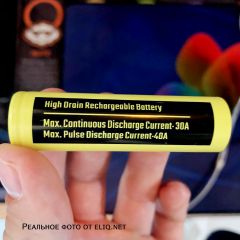 High Drain Rechargeable Battery
Max. Continuous Discharge Current-30A
Max. Pulse Discharge Current-40A
Реальное фото от eliq.net